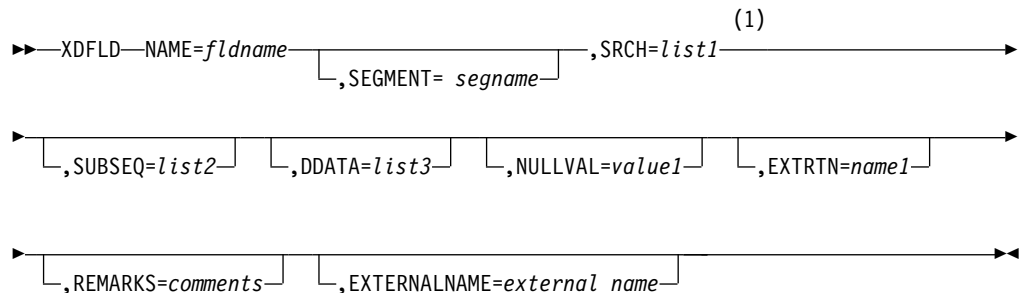 (1)
XDFLD NAME=fldname ,SRCH=list1
,SEGMENT= segname
,SUBSEQ=list2 ,DDATA=list3 ,NULLVAL=value1 ,EXTRTN=name1
,REMARKS=comments ,EXTERNALNAME=external name